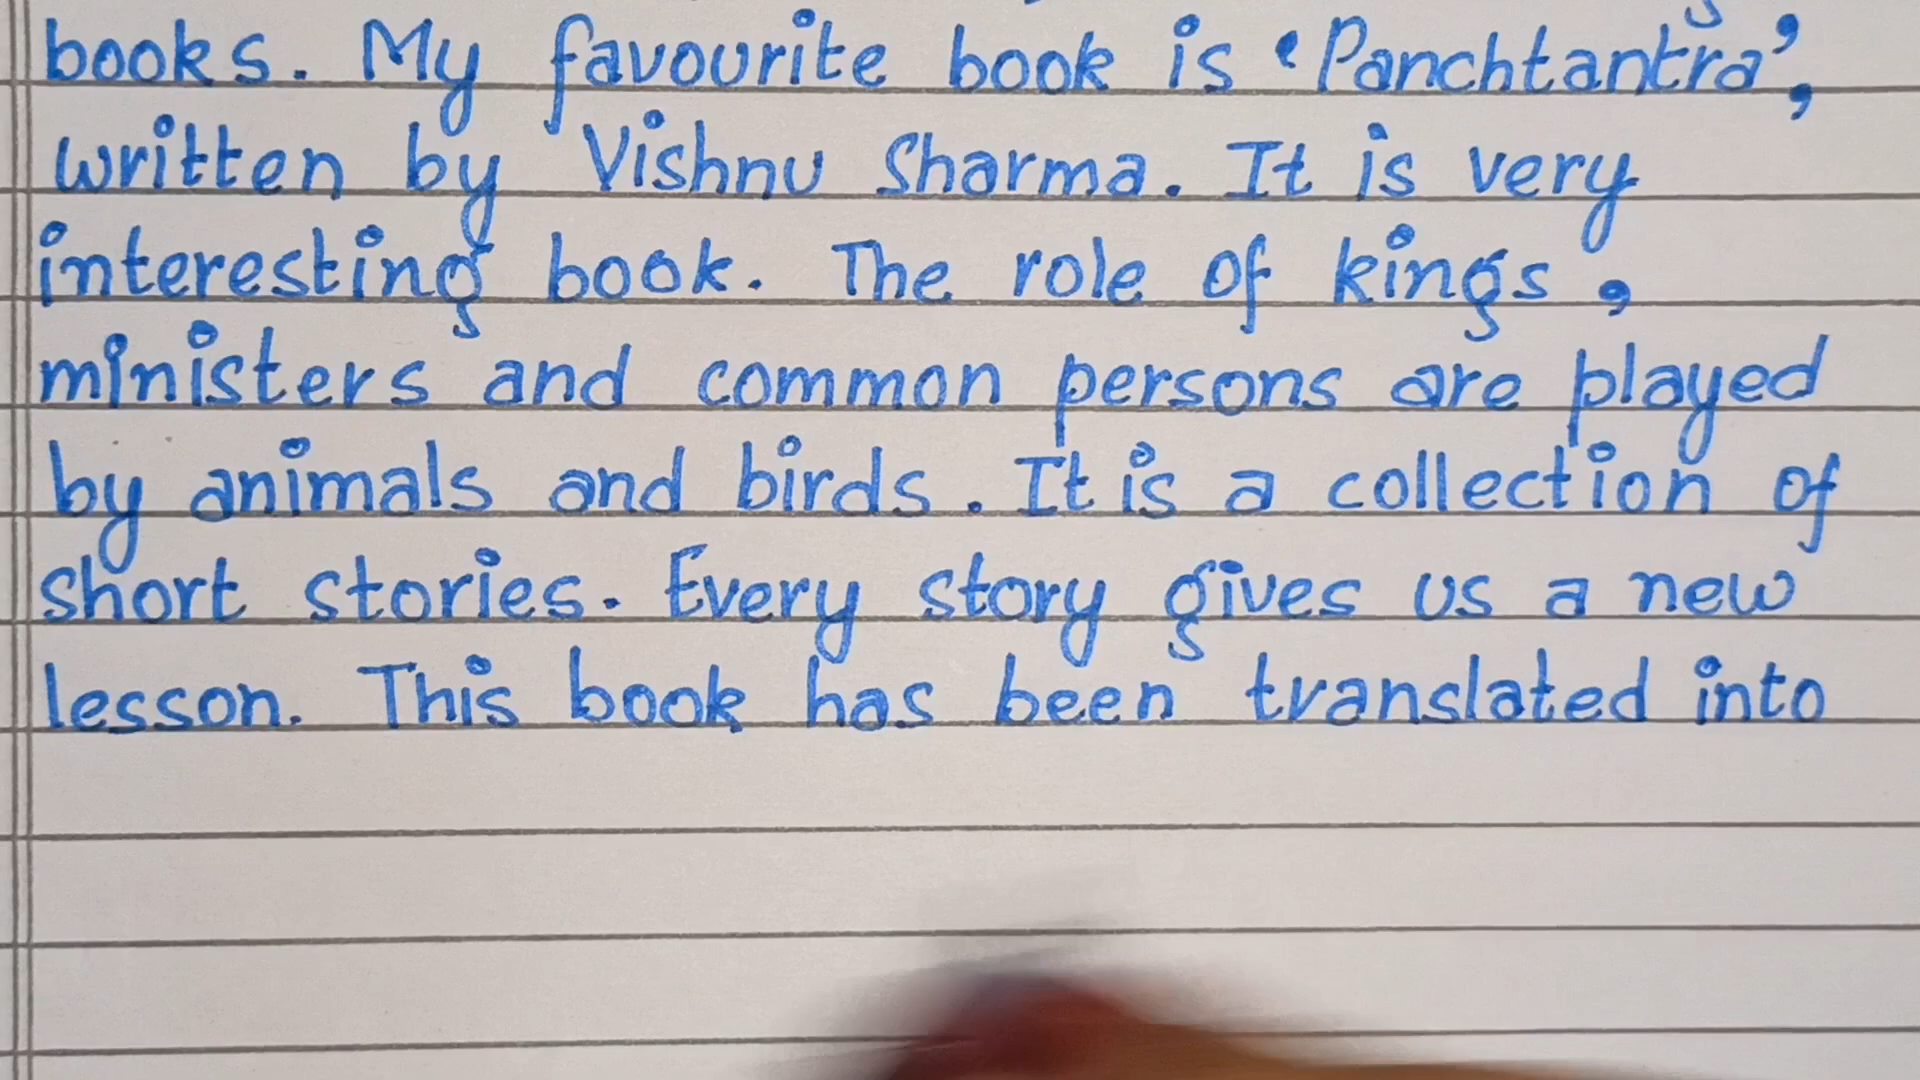 books. My favourite book is 'Panchtantra',
written by Vishnu Sharma. It is very
interesting book. The role of kings,
ministers and common persons are played
by animals and birds. It is a collection of
short stories. Every story gives us a new
lesson. This book has been translated into